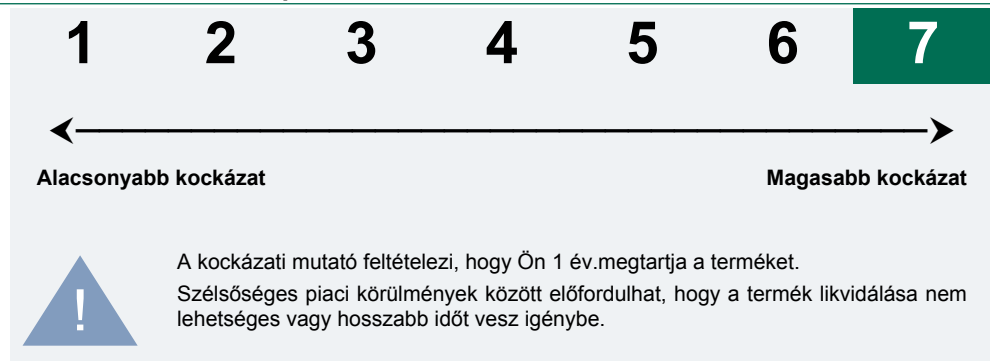 1 2 3 4 5 6 7
Alacsonyabb kockázat Magasabb kockázat
A kockázati mutató feltételezi, hogy Ön 1 év.megtartja a terméket.
Szélsőséges piaci körülmények között előfordulhat, hogy a termék likvidálása nem
lehetséges vagy hosszabb időt vesz igénybe.
!